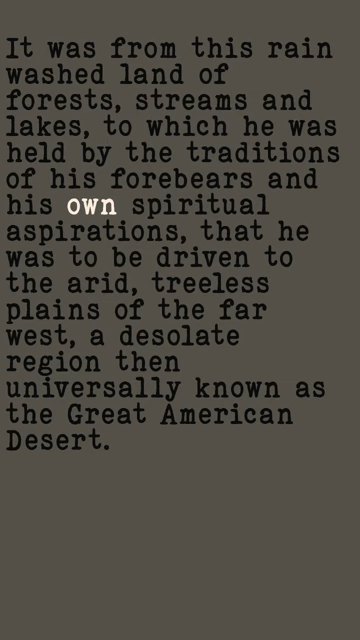 It was from this rain
washed land of
forests, streams and
lakes, to which he was
held by the traditions
of his forebears and
his own spiritual
aspirations, that he
was to be driven to
the arid, treeless
plains of the far
west, a desolate
region then
universally known as
the Great American
Desert.